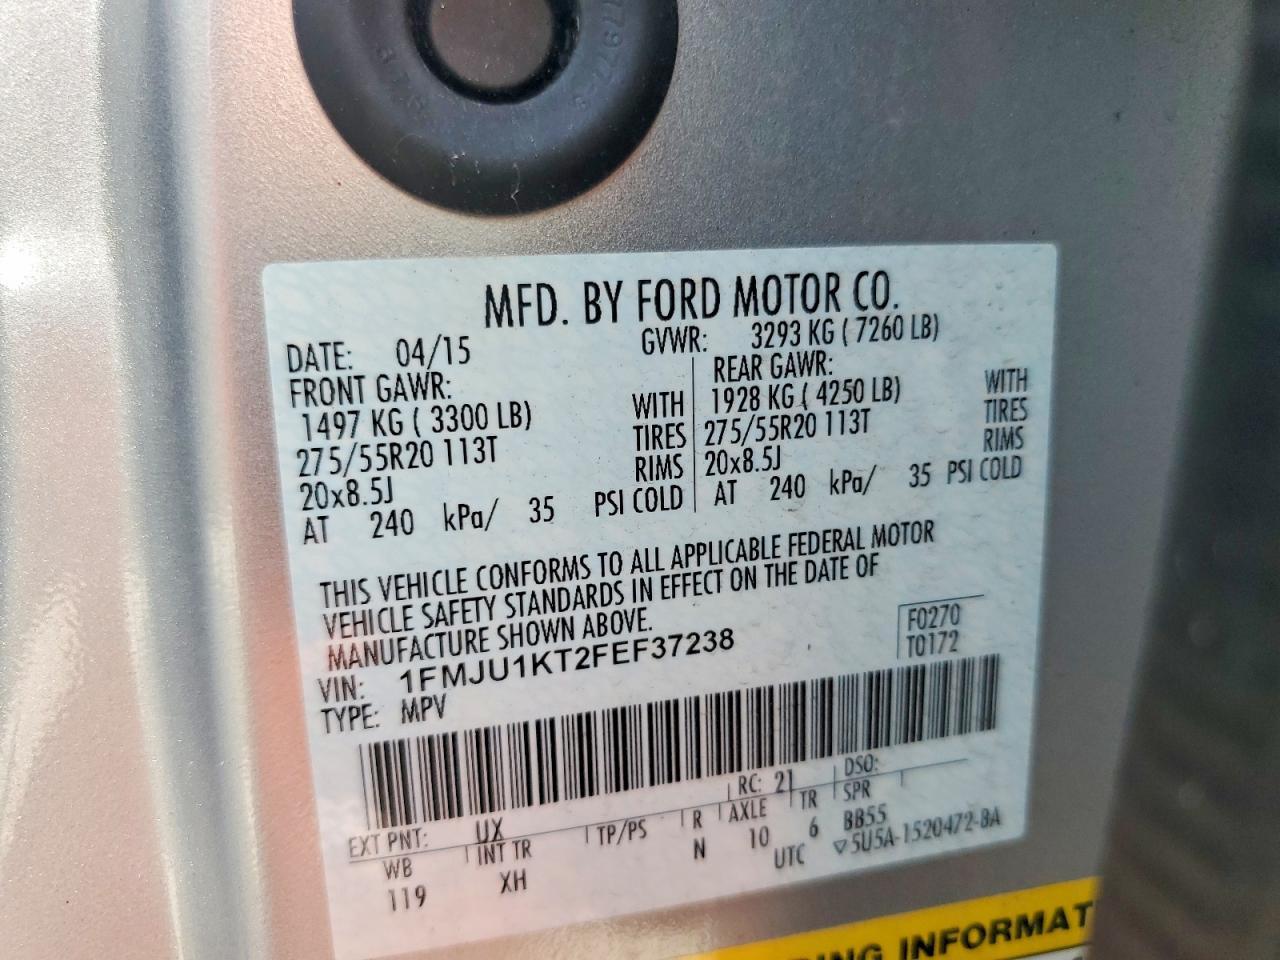 MFD. BY FORD MOTOR CO.
DATE: 04/15 GVWR: 3293 KG ( 7260 LB)
FRONT GAWR: REAR GAWR:
1497 KG ( 3300 LB) WITH 1928 KG ( 4250 LB) WITH
275/55R20 113T TIRES 275/55R20 113T TIRES
20x8.5J RIMS 20x8.5J RIMS
AT 240 kPa/ 35 PSI COLD AT 240 kPa/ 35 PSI COLD
THIS VEHICLE CONFORMS TO ALL APPLICABLE FEDERAL MOTOR
VEHICLE SAFETY STANDARDS IN EFFECT ON THE DATE OF
MANUFACTURE SHOWN ABOVE.
F0270
T0172
VIN: 1FMJU1KT2FEF37238
TYPE: MPV
EXT PNT: UX RC: 21 DSO:
WB INT TR TP/PS R AXLE TR SPR
119 XH N 10 6 BB55
UTC ▽5U5A-1520472-BA
ING INFORMAT